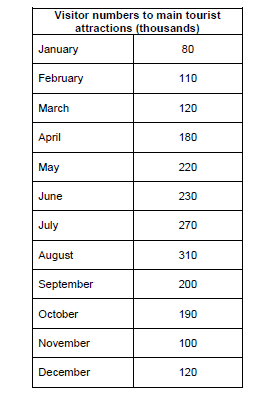 Visitor numbers to main tourist
attractions (thousands)
January 80
February 110
March 120
April 180
May 220
June 230
July 270
August 310
September 200
October 190
November 100
December 120